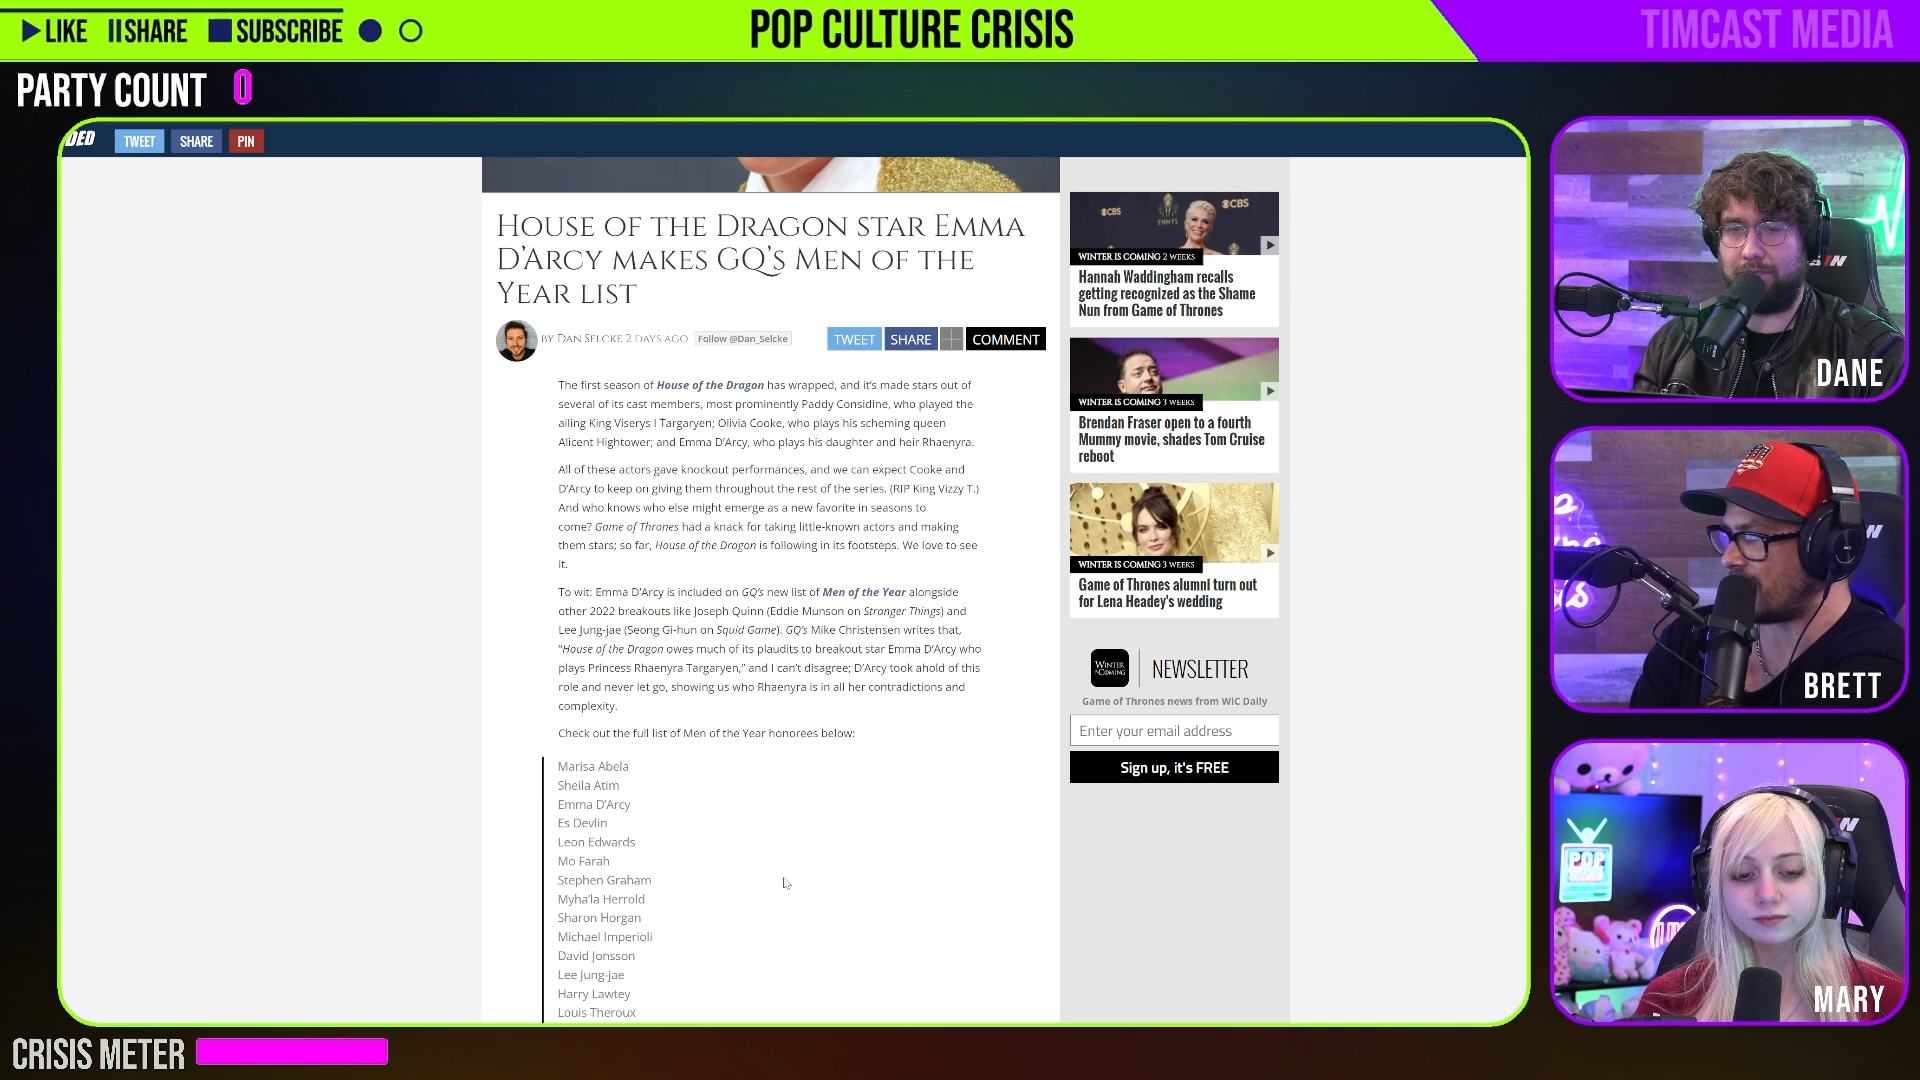 LIKE SHARE SUBSCRIBE
POP CULTURE CRISIS
TIMCAST MEDIA
PARTY COUNT 0
DED TWEET SHARE PIN
HOUSE OF THE DRAGON STAR EMMA
D'ARCY MAKES GQ'S MEN OF THE
YEAR LIST
BY DAN SELCKE 2 DAYS AGO Follow @Dan_Selcke TWEET SHARE COMMENT
The first season of House of the Dragon has wrapped, and it's made stars out of
several of its cast members, most prominently Paddy Considine, who played the
ailing King Viserys I Targaryen; Olivia Cooke, who plays his scheming queen
Alicent Hightower; and Emma D'Arcy, who plays his daughter and heir Rhaenyra.
All of these actors gave knockout performances, and we can expect Cooke and
D'Arcy to keep on giving them throughout the rest of the series. (RIP King Vizzy T.)
And who knows who else might emerge as a new favorite in seasons to
come? Game of Thrones had a knack for taking little-known actors and making
them stars; so far, House of the Dragon is following in its footsteps. We love to see
it.
To wit: Emma D'Arcy is included on GQ's new list of Men of the Year alongside
other 2022 breakouts like Joseph Quinn (Eddie Munson on Stranger Things) and
Lee Jung-jae (Seong Gi-hun on Squid Game). GQ's Mike Christensen writes that,
"House of the Dragon owes much of its plaudits to breakout star Emma D'Arcy who
plays Princess Rhaenyra Targaryen," and I can't disagree; D'Arcy took ahold of this
role and never let go, showing us who Rhaenyra is in all her contradictions and
complexity.
Check out the full list of Men of the Year honorees below:
Marisa Abela
Sheila Atim
Emma D'Arcy
Es Devlin
Leon Edwards
Mo Farah
Stephen Graham
Myha'la Herrold
Sharon Horgan
Michael Imperioli
David Jonsson
Lee Jung-jae
Harry Lawtey
Louis Theroux
©CBS EMMYS ©CBS
WINTER IS COMING 2 WEEKS
Hannah Waddingham recalls
getting recognized as the Shame
Nun from Game of Thrones
WINTER IS COMING 3 WEEKS
Brendan Fraser open to a fourth
Mummy movie, shades Tom Cruise
reboot
WINTER IS COMING 3 WEEKS
Game of Thrones alumnI turn out
for Lena Headey's wedding
WINTER IS COMING NEWSLETTER
Game of Thrones news from WiC Daily
Enter your email address
Sign up, it's FREE
DANE
BRETT
POP
MARY
CRISIS METER